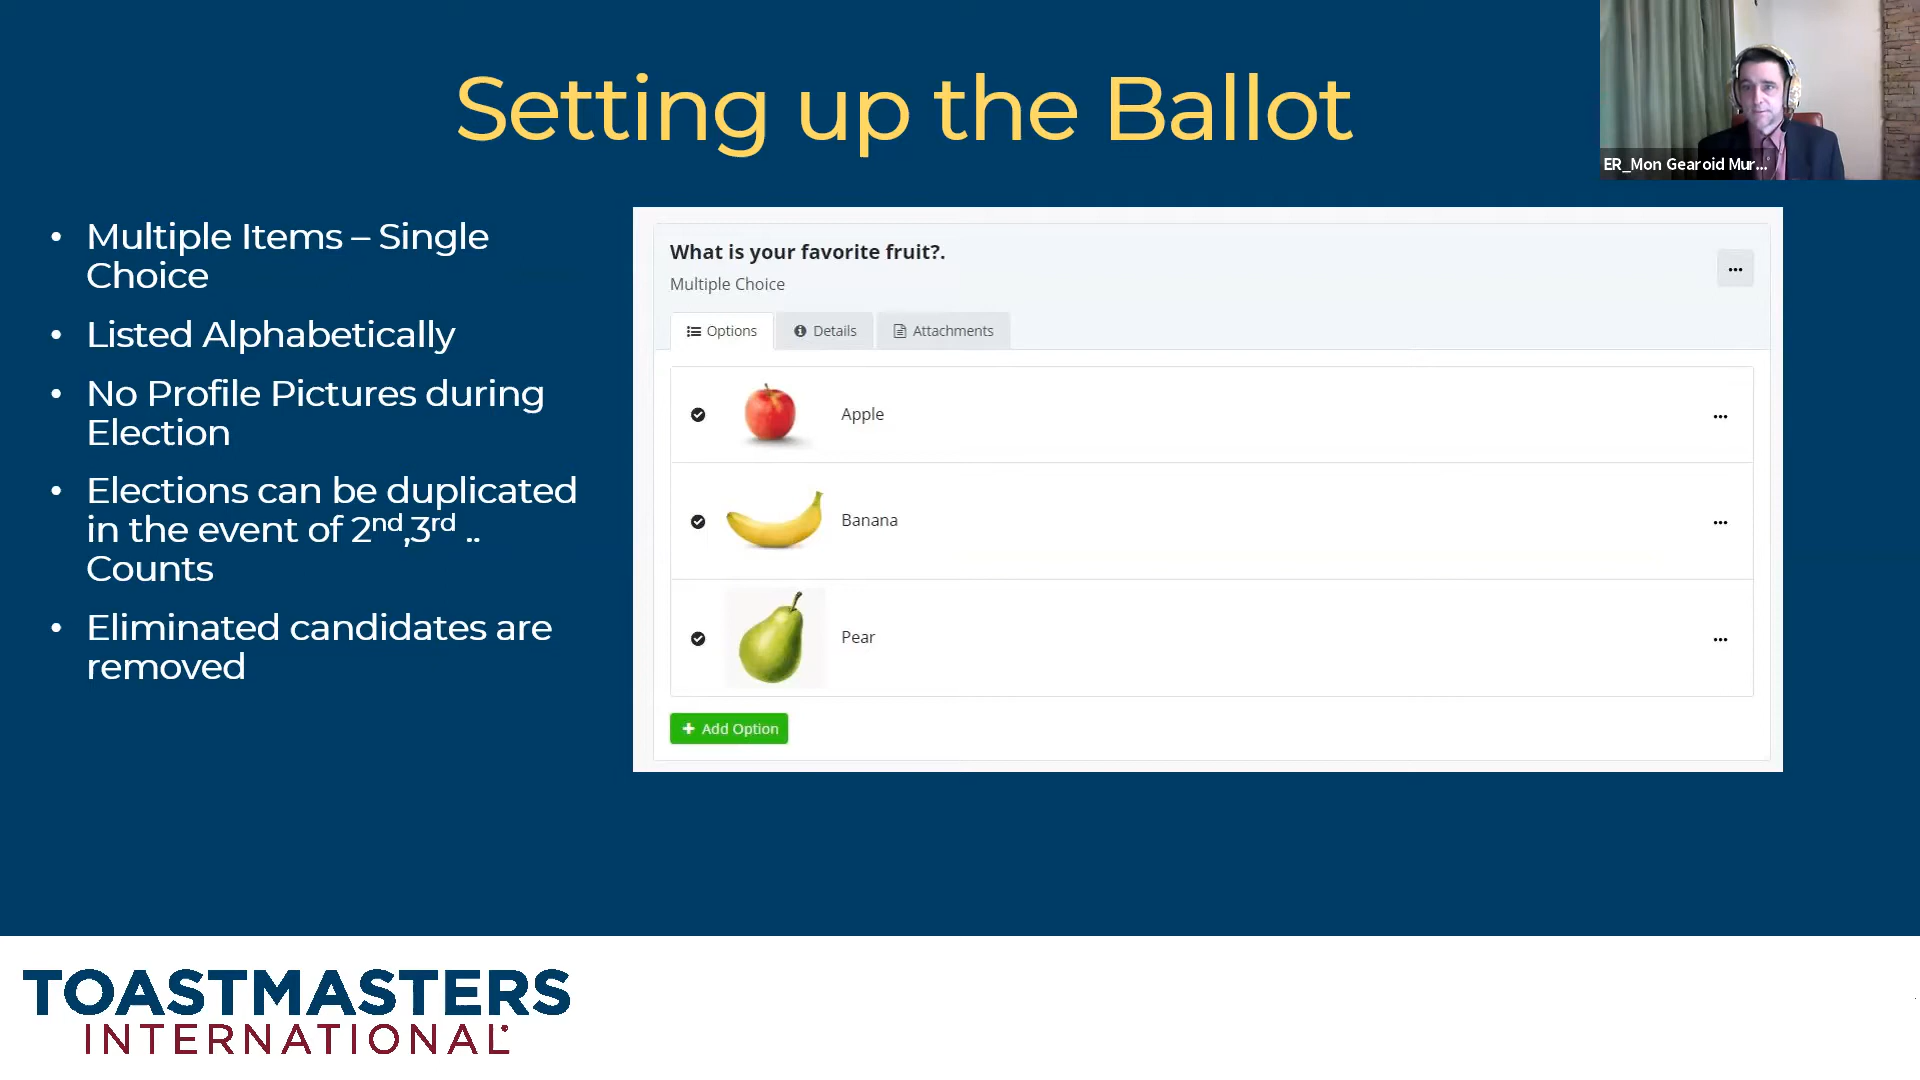 Setting up the Ballot
ER_Mon Gearoid Mur...
• Multiple Items – Single
Choice
• Listed Alphabetically
• No Profile Pictures during
Election
• Elections can be duplicated
in the event of 2nd,3rd ..
Counts
• Eliminated candidates are
removed
What is your favorite fruit?.
Multiple Choice
Options
Details
Attachments
Apple
Banana
Pear
+ Add Option
TOASTMASTERS
INTERNATIONAL